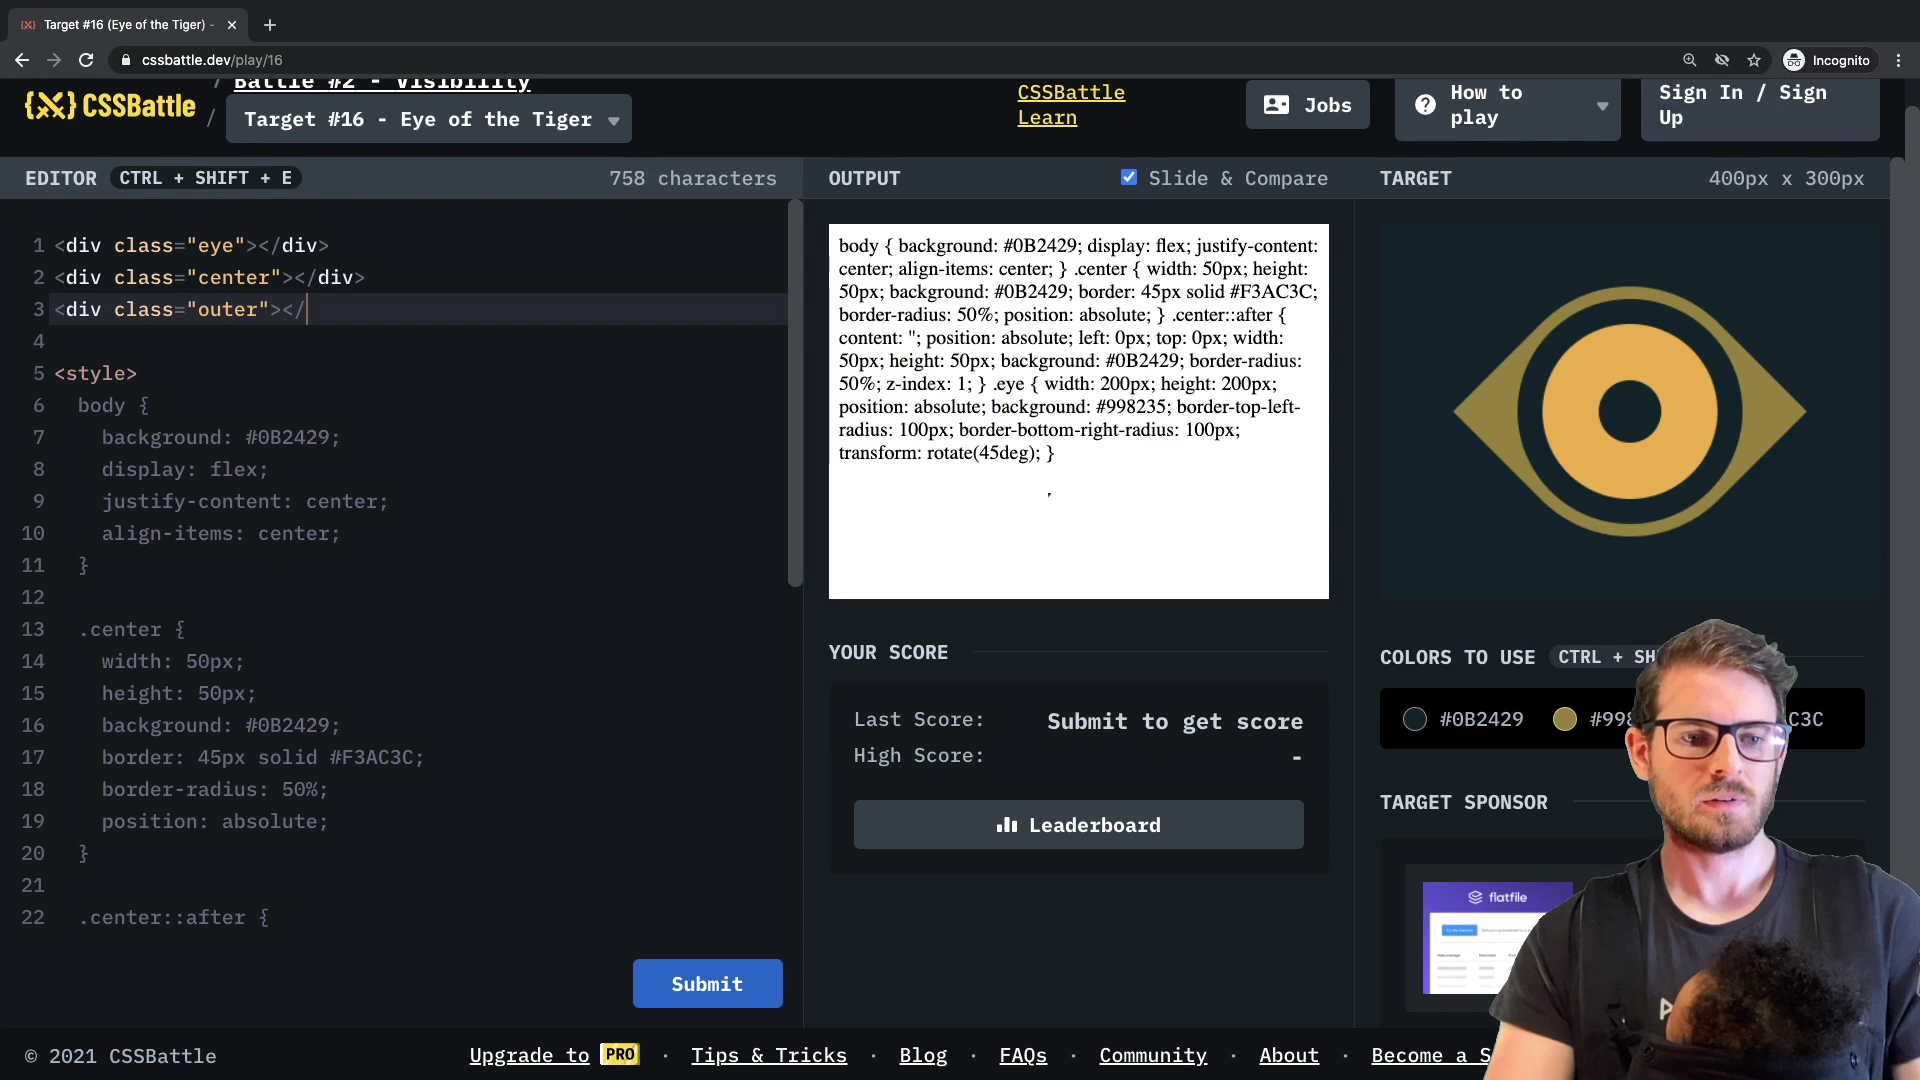 Target #16 (Eye of the Tiger) -
cssbattle.dev/play/16
Incognito
{X} CSSBattle
/ Battle #2 - Visibility
/ Target #16 - Eye of the Tiger
CSSBattle
Learn
Jobs
How to
play
Sign In / Sign
Up
EDITOR CTRL + SHIFT + E 758 characters
1 <div class="eye"></div>
2 <div class="center"></div>
3 <div class="outer"></
4
5 <style>
6 body {
7 background: #0B2429;
8 display: flex;
9 justify-content: center;
10 align-items: center;
11 }
12
13 .center {
14 width: 50px;
15 height: 50px;
16 background: #0B2429;
17 border: 45px solid #F3AC3C;
18 border-radius: 50%;
19 position: absolute;
20 }
21
22 .center::after {
Submit
OUTPUT Slide & Compare
body { background: #0B2429; display: flex; justify-content:
center; align-items: center; } .center { width: 50px; height:
50px; background: #0B2429; border: 45px solid #F3AC3C;
border-radius: 50%; position: absolute; } .center::after {
content: ''; position: absolute; left: 0px; top: 0px; width:
50px; height: 50px; background: #0B2429; border-radius:
50%; z-index: 1; } .eye { width: 200px; height: 200px;
position: absolute; background: #998235; border-top-left-
radius: 100px; border-bottom-right-radius: 100px;
transform: rotate(45deg); }
YOUR SCORE
Last Score: Submit to get score
High Score: -
Leaderboard
TARGET 400px x 300px
COLORS TO USE CTRL + SH
#0B2429 #998 C3C
TARGET SPONSOR
flatfile
© 2021 CSSBattle
Upgrade to PRO · Tips & Tricks · Blog · FAQs · Community · About · Become a S